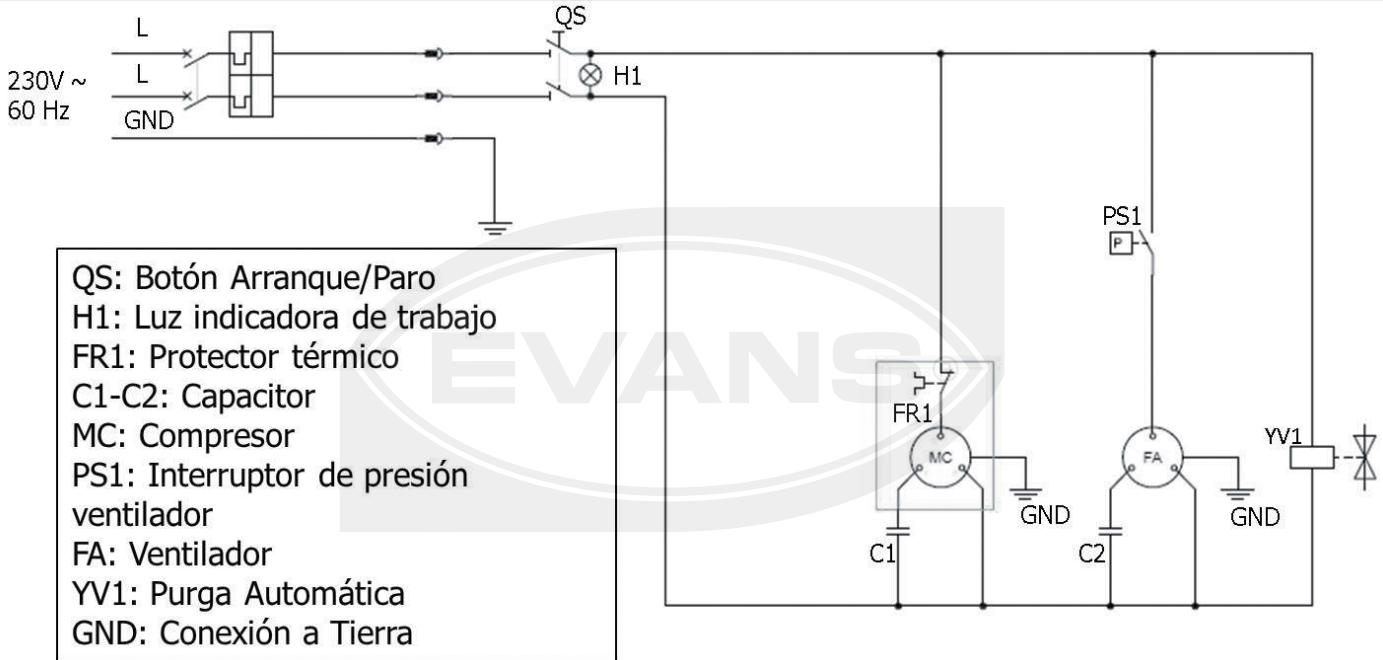 L
QS
230V ~
L
H1
60 Hz
GND
PS1
P
QS: Botón Arranque/Paro
H1: Luz indicadora de trabajo
FR1: Protector térmico
C1-C2: Capacitor
MC: Compresor
PS1: Interruptor de presión
ventilador
FA: Ventilador
YV1: Purga Automática
GND: Conexión a Tierra
EVANS
FR1
MC
FA
YV1
GND
GND
C1
C2